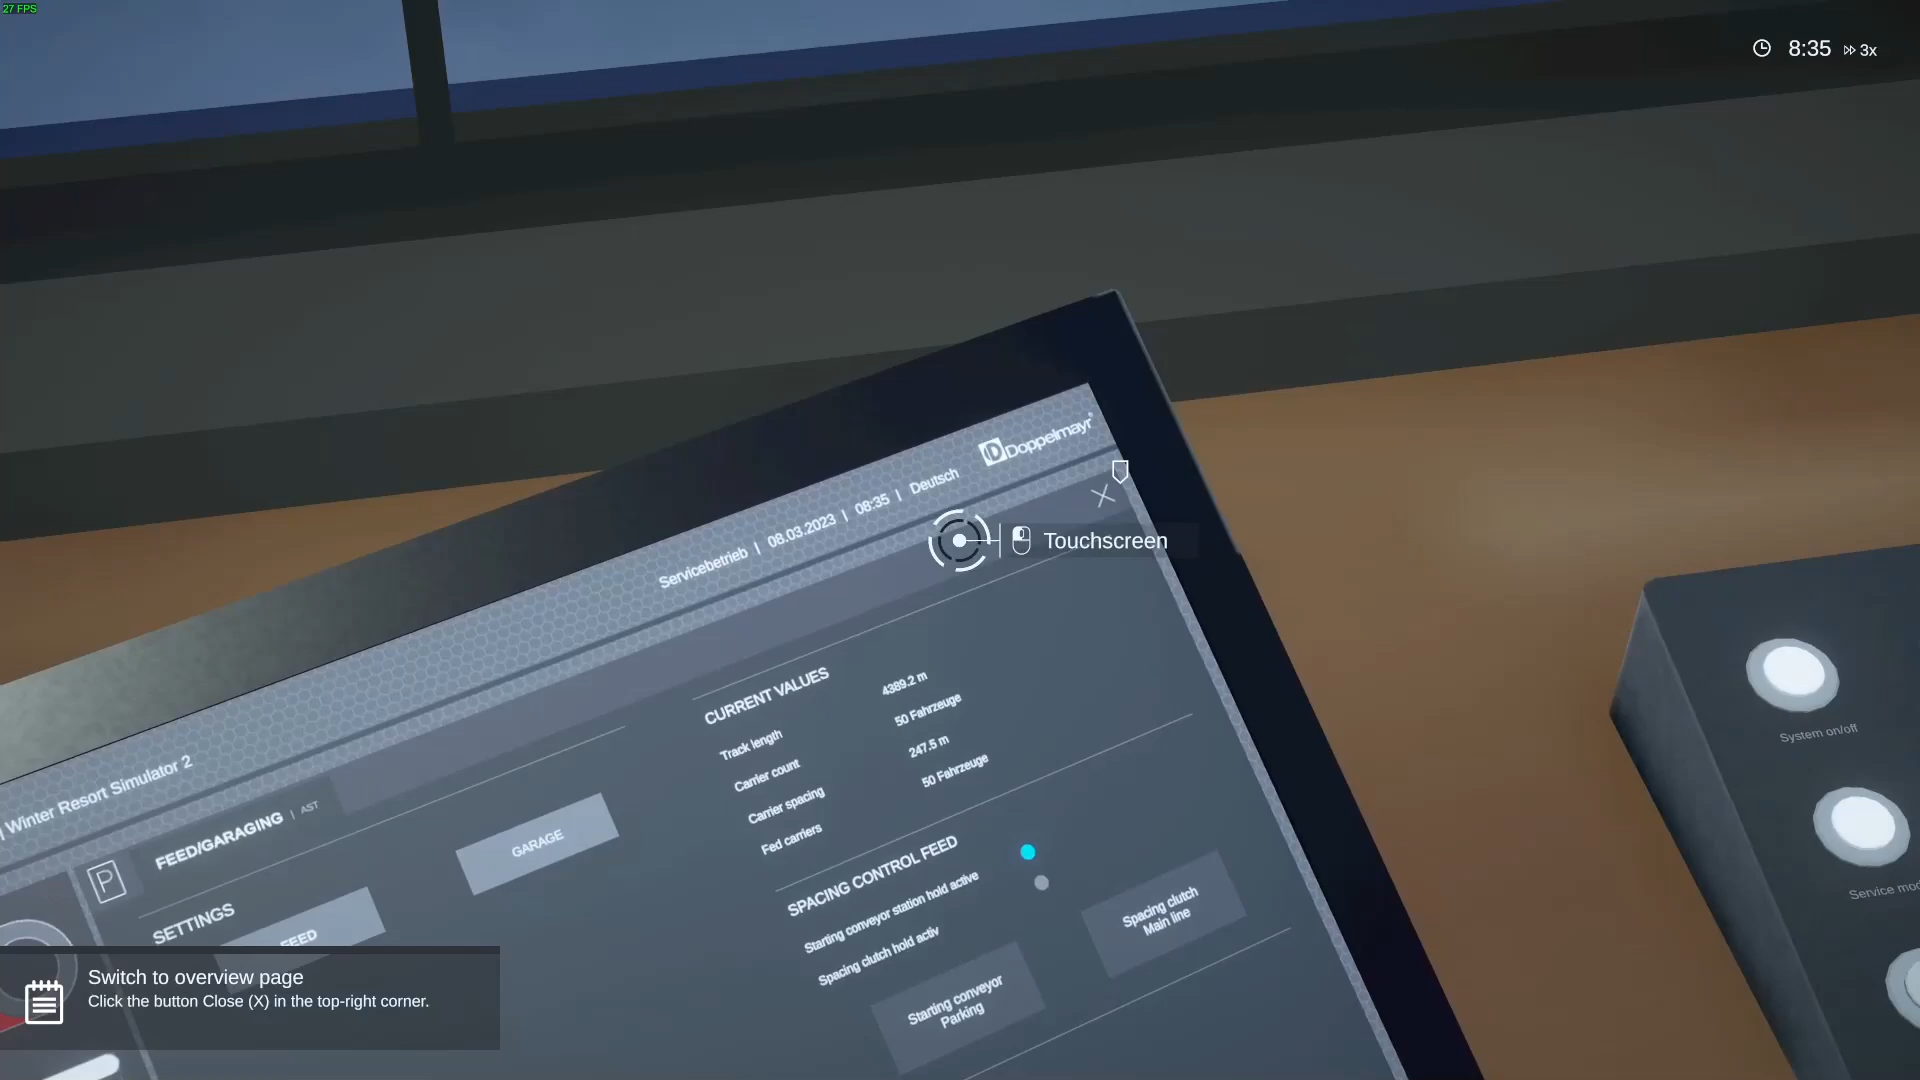 27 FPS
8:35 3x
Doppelmayr
Servicebetrieb | 08.03.2023 | 08:35 | Deutsch
Touchscreen
| Winter Resort Simulator 2
FEED/GARAGING | AST
SETTINGS
FEED
GARAGE
CURRENT VALUES
Track length 4389.2 m
Carrier count 50 Fahrzeuge
Carrier spacing 247.5 m
Fed carriers 50 Fahrzeuge
SPACING CONTROL FEED
Starting conveyor station hold active
Spacing clutch hold activ
Starting conveyor
Parking
Spacing clutch
Main line
System on/off
Service mod
Switch to overview page
Click the button Close (X) in the top-right corner.